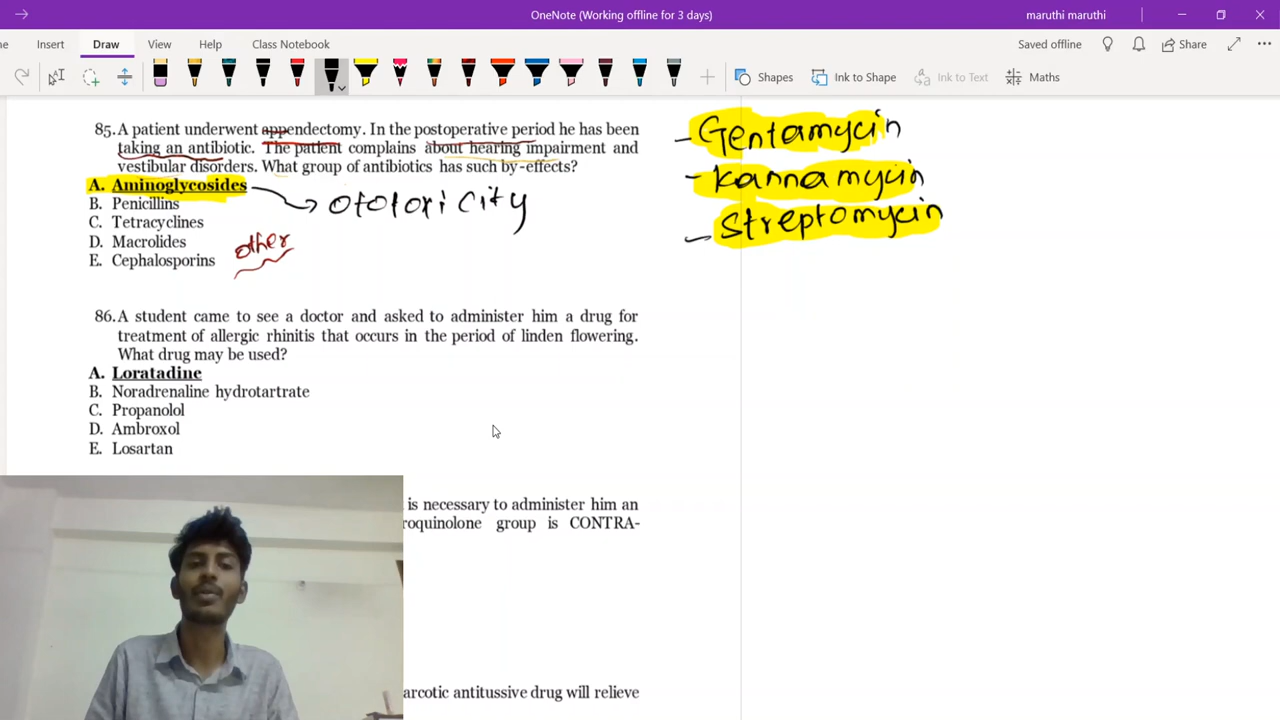 OneNote (Working offline for 3 days)
maruthi maruthi
Insert
Draw
View
Help
Class Notebook
Saved offline
Share
Shapes
Ink to Shape
Ink to Text
Maths
85. A patient underwent appendectomy. In the postoperative period he has been
taking an antibiotic. The patient complains about hearing impairment and
vestibular disorders. What group of antibiotics has such by-effects?
A. Aminoglycosides
B. Penicillins
C. Tetracyclines
D. Macrolides
E. Cephalosporins
ototoxicity
other
- Gentamycin
- kannamycin
- Streptomycin
86. A student came to see a doctor and asked to administer him a drug for
treatment of allergic rhinitis that occurs in the period of linden flowering.
What drug may be used?
A. Loratadine
B. Noradrenaline hydrotartrate
C. Propanolol
D. Ambroxol
E. Losartan
is necessary to administer him an
roquinolone group is CONTRA-
arcotic antitussive drug will relieve